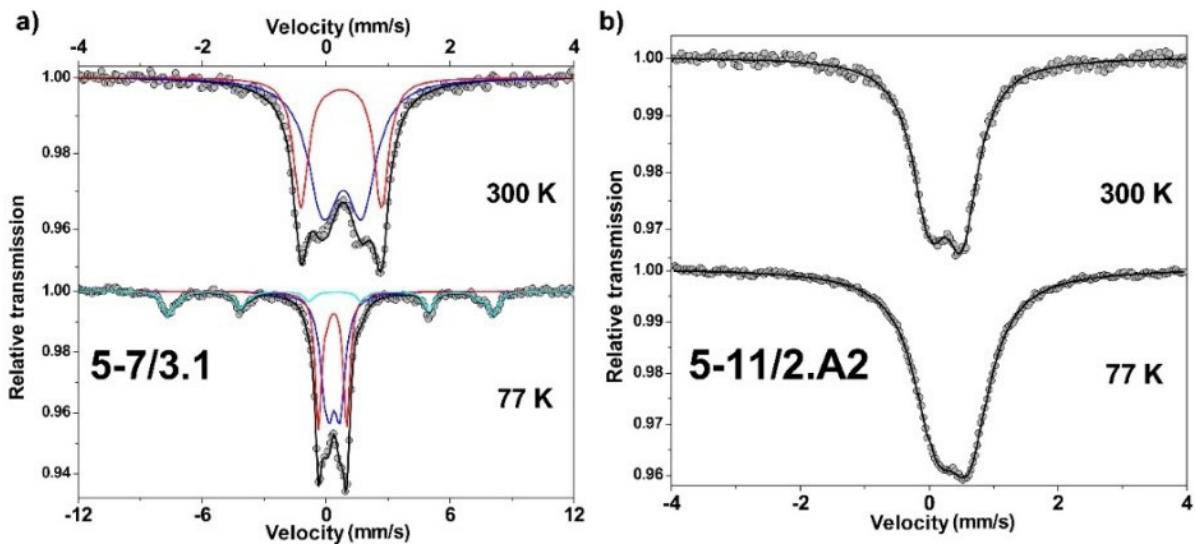 a)
Velocity (mm/s)
-4 -2 0 2 4
1.00
0.98
0.96
300 K
1.00
0.98
0.96
0.94
5-7/3.1
77 K
-12 -6 0 6 12
Velocity (mm/s)
Relative transmission
b)
1.00
0.99
0.98
0.97
300 K
1.00
0.99
0.98
0.97
0.96
5-11/2.A2
77 K
-4 -2 0 2 4
Velocity (mm/s)
Relative transmission